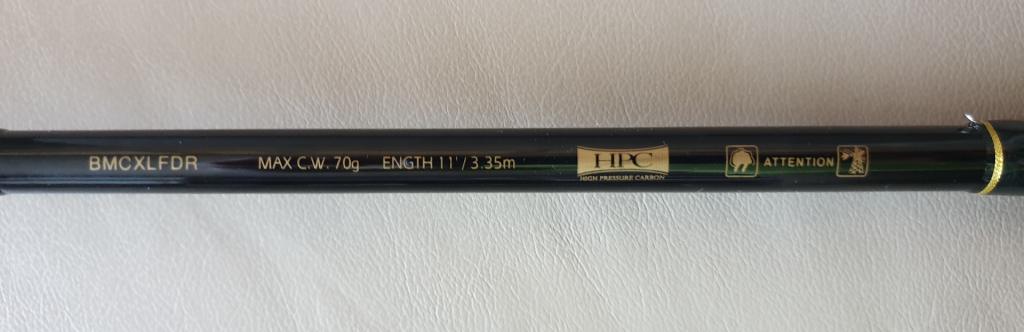 BMCXLFDR MAX C.W. 70g ENGTH 11' / 3.35m HPC ATTENTION
HIGH PRESSURE CARBON